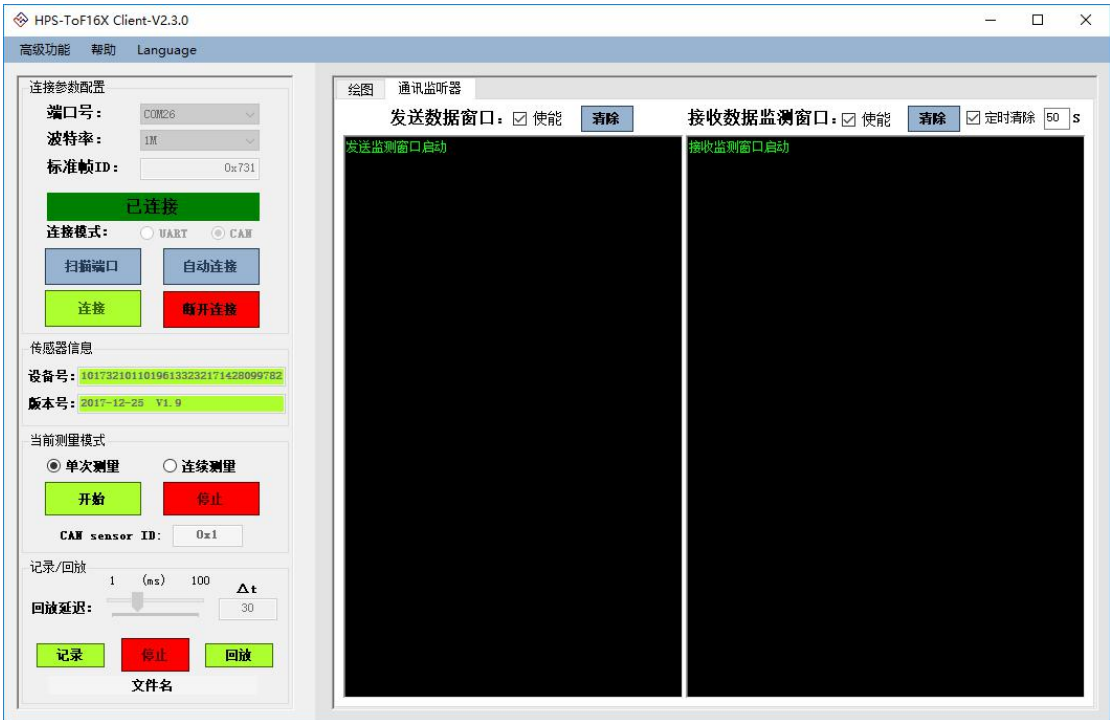 HPS-ToF16X Client-V2.3.0
高级功能 帮助 Language
连接参数配置
端口号： COM26
波特率： 1M
标准帧ID： 0x731
已连接
连接模式： UART CAN
扫描端口 自动连接
连接 断开连接
传感器信息
设备号： 10173210110196133232171428099782
版本号： 2017-12-25 V1.9
当前测量模式
单次测量 连续测量
开始 停止
CAN sensor ID: 0x1
记录/回放
1 (ms) 100 Δt
回放延迟： 30
记录 停止 回放
文件名
绘图 通讯监听器
发送数据窗口： 使能 清除
发送监测窗口启动
接收数据监测窗口： 使能 清除 定时清除 50 S
接收监测窗口启动